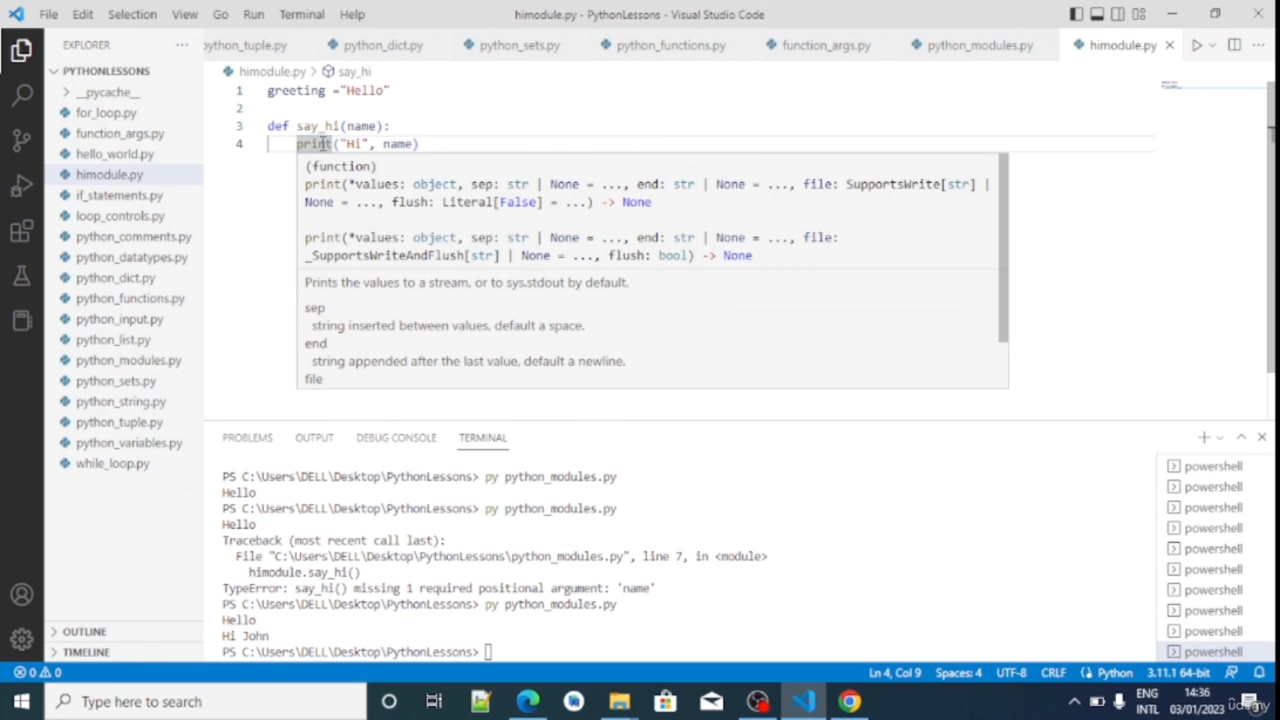 File Edit Selection View Go Run Terminal Help himodule.py - PythonLessons - Visual Studio Code
EXPLORER ··· python_tuple.py python_dict.py python_sets.py python_functions.py function_args.py python_modules.py himodule.py
PYTHONLESSONS
himodule.py > say_hi
__pycache__
for_loop.py
function_args.py
hello_world.py
himodule.py
if_statements.py
loop_controls.py
python_comments.py
python_datatypes.py
python_dict.py
python_functions.py
python_input.py
python_list.py
python_modules.py
python_sets.py
python_string.py
python_tuple.py
python_variables.py
while_loop.py
OUTLINE
TIMELINE
1 greeting ="Hello"
2
3 def say_hi(name):
4 print("Hi", name)
(function)
print(*values: object, sep: str | None = ..., end: str | None = ..., file: SupportsWrite[str] |
None = ..., flush: Literal[False] = ...) -> None
print(*values: object, sep: str | None = ..., end: str | None = ..., file:
_SupportsWriteAndFlush[str] | None = ..., flush: bool) -> None
Prints the values to a stream, or to sys.stdout by default.
sep
string inserted between values, default a space.
end
string appended after the last value, default a newline.
file
PROBLEMS OUTPUT DEBUG CONSOLE TERMINAL
PS C:\Users\DELL\Desktop\PythonLessons> py python_modules.py
Hello
PS C:\Users\DELL\Desktop\PythonLessons> py python_modules.py
Hello
Traceback (most recent call last):
File "C:\Users\DELL\Desktop\PythonLessons\python_modules.py", line 7, in <module>
himodule.say_hi()
TypeError: say_hi() missing 1 required positional argument: 'name'
PS C:\Users\DELL\Desktop\PythonLessons> py python_modules.py
Hello
Hi John
PS C:\Users\DELL\Desktop\PythonLessons>
powershell
powershell
powershell
powershell
powershell
powershell
powershell
powershell
powershell
powershell
0 0 Ln 4, Col 9 Spaces: 4 UTF-8 CRLF Python 3.11.1 64-bit
Type here to search
ENG
INTL
14:36
03/01/2023
udemy